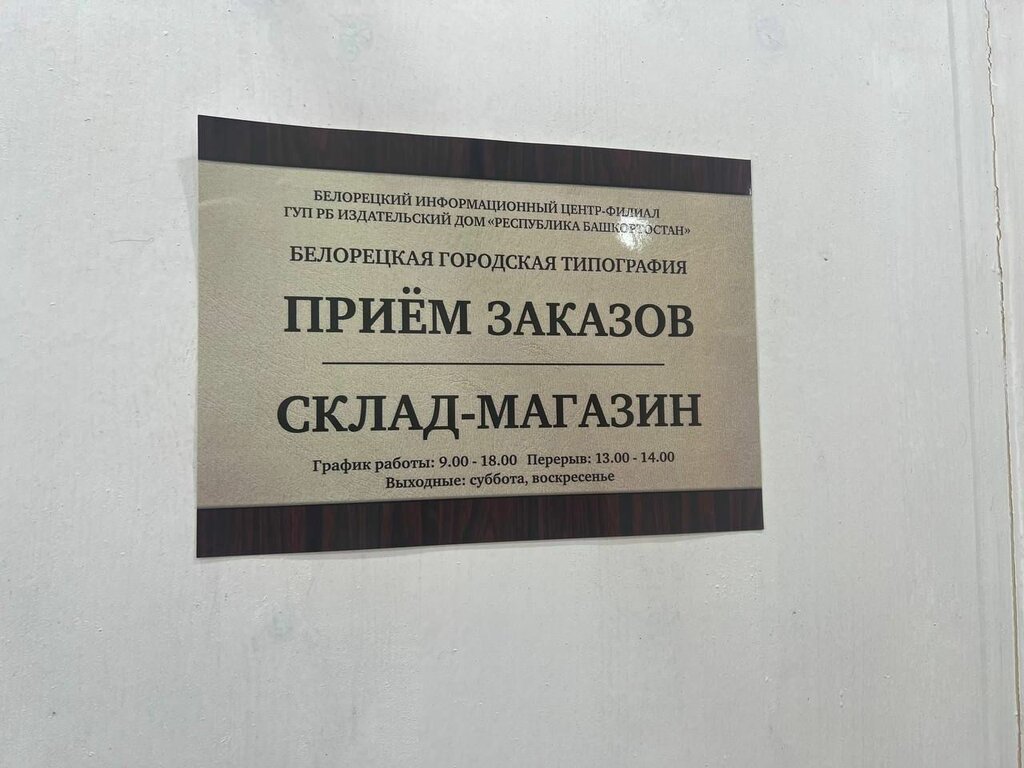 БЕЛОРЕЦКИЙ ИНФОРМАЦИОННЫЙ ЦЕНТР-ФИЛИАЛ
ГУП РБ ИЗДАТЕЛЬСКИЙ ДОМ «РЕСПУБЛИКА БАШКОРТОСТАН»
БЕЛОРЕЦКАЯ ГОРОДСКАЯ ТИПОГРАФИЯ
ПРИЁМ ЗАКАЗОВ
СКЛАД-МАГАЗИН
График работы: 9.00 - 18.00 Перерыв: 13.00 - 14.00
Выходные: суббота, воскресенье